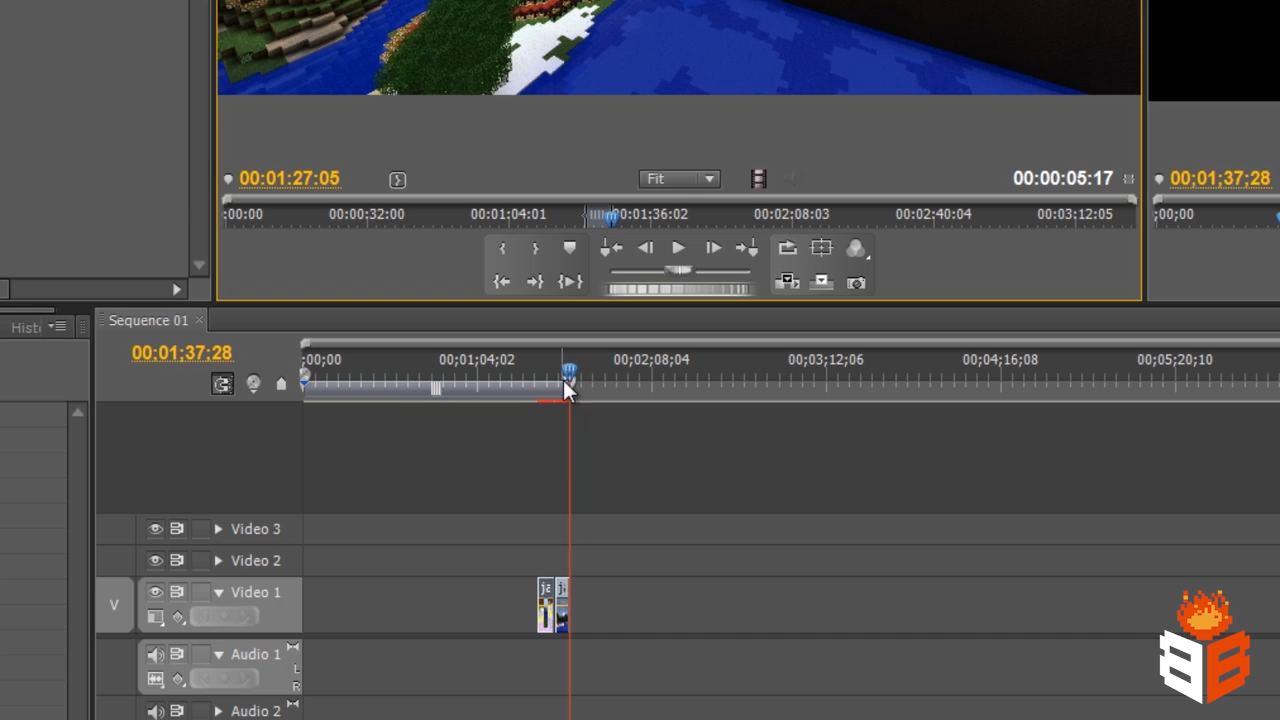 00:01:27:05 Fit 00:00:05:17 00;01;37;28
;00:00 00:00:32:00 00:01:04:01 00:01:36:02 00:02:08:03 00:02:40:04 00:03:12:05 ;00;00
Histo Sequence 01
00:01:37:28 ;00;00 00;01;04;02 00;02;08;04 00;03;12;06 00;04;16;08 00;05;20;10
Video 3
Video 2
V Video 1 ja ja
Audio 1 L
R
Audio 2